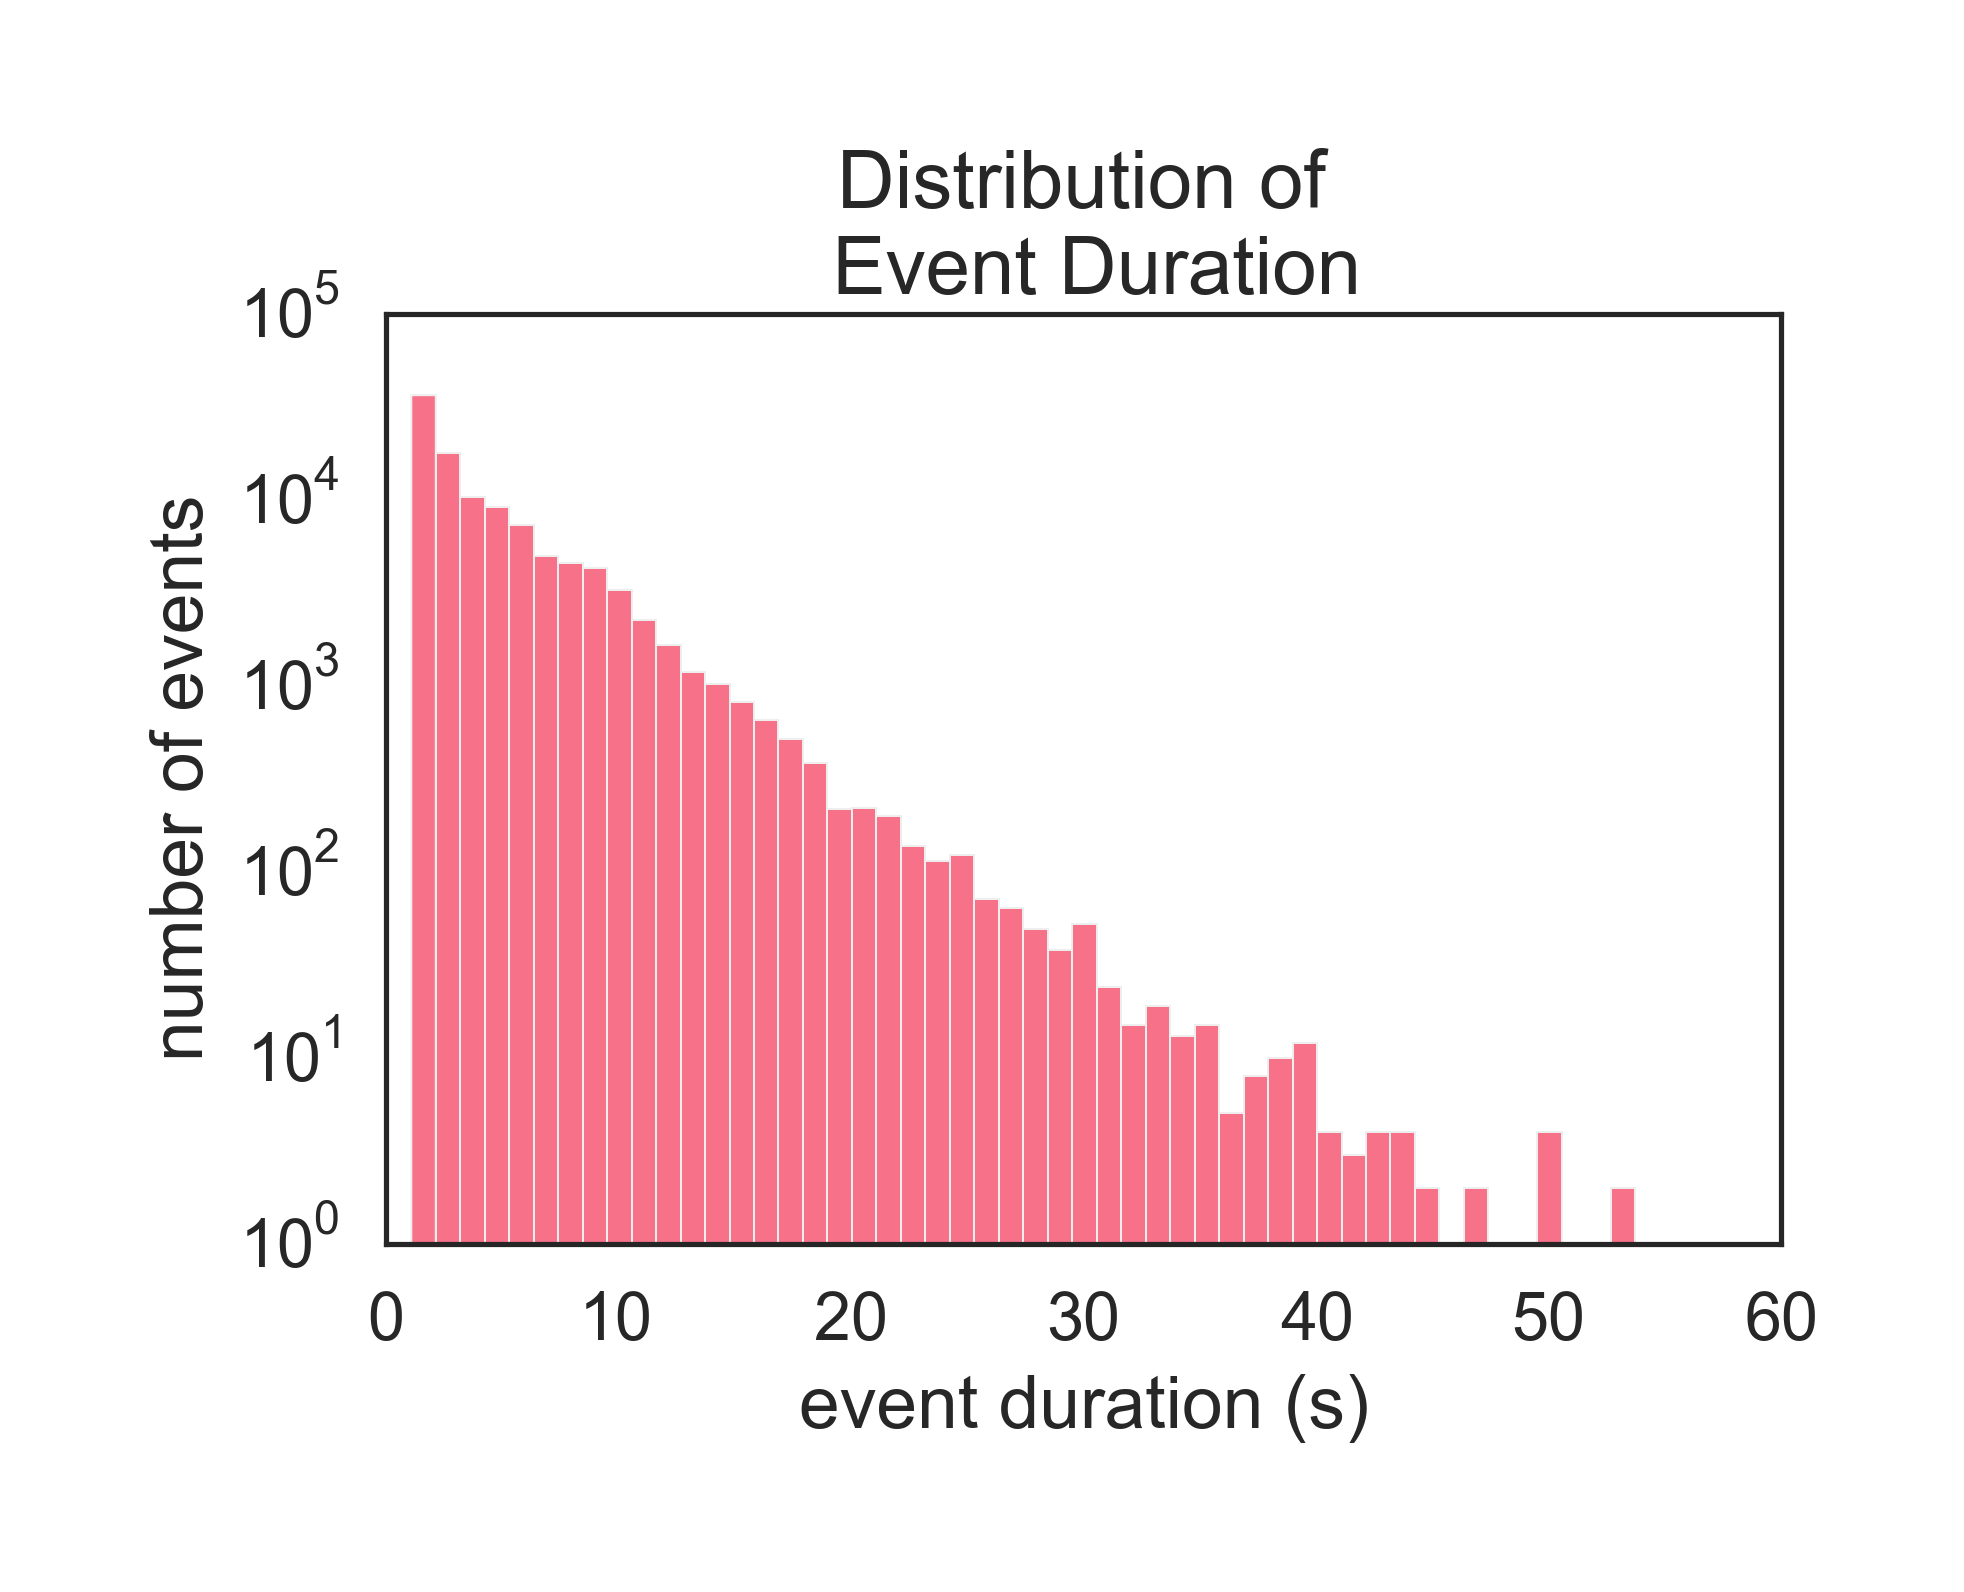 Distribution of
Event Duration
number of events
10^5
10^4
10^3
10^2
10^1
10^0
0 10 20 30 40 50 60
event duration (s)